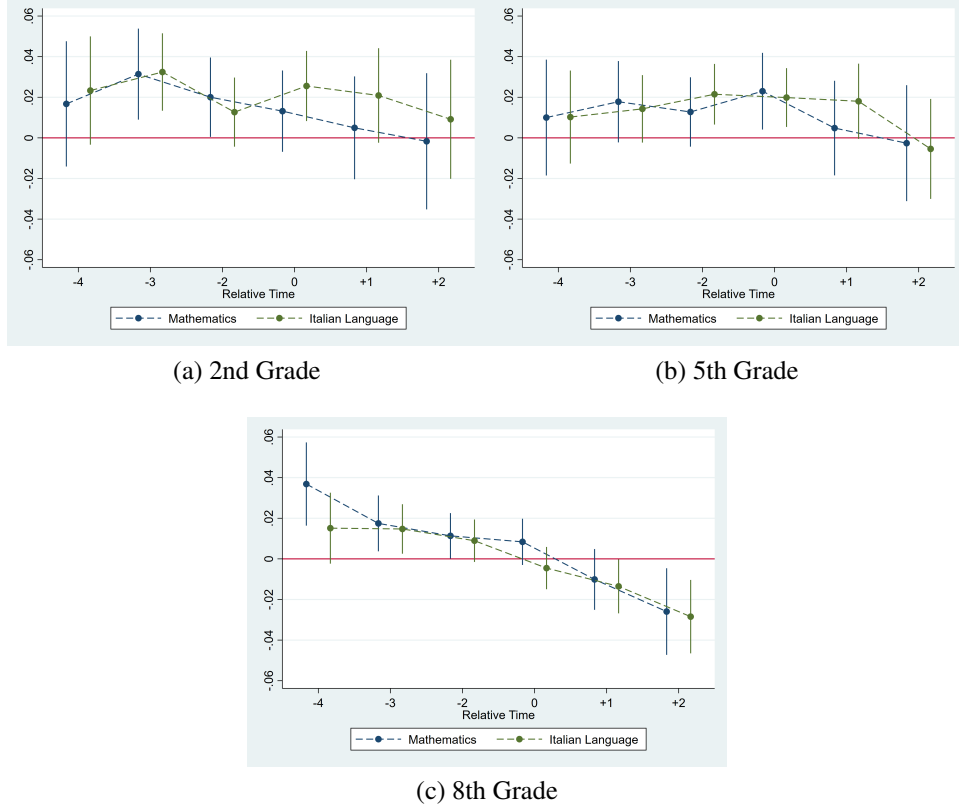 .06
.04
.02
0
-.02
-.04
-.06
-4 -3 -2 0 +1 +2
Relative Time
Mathematics Italian Language
(a) 2nd Grade
.06
.04
.02
0
-.02
-.04
-.06
-4 -3 -2 0 +1 +2
Relative Time
Mathematics Italian Language
(b) 5th Grade
.06
.04
.02
0
-.02
-.04
-.06
-4 -3 -2 0 +1 +2
Relative Time
Mathematics Italian Language
(c) 8th Grade